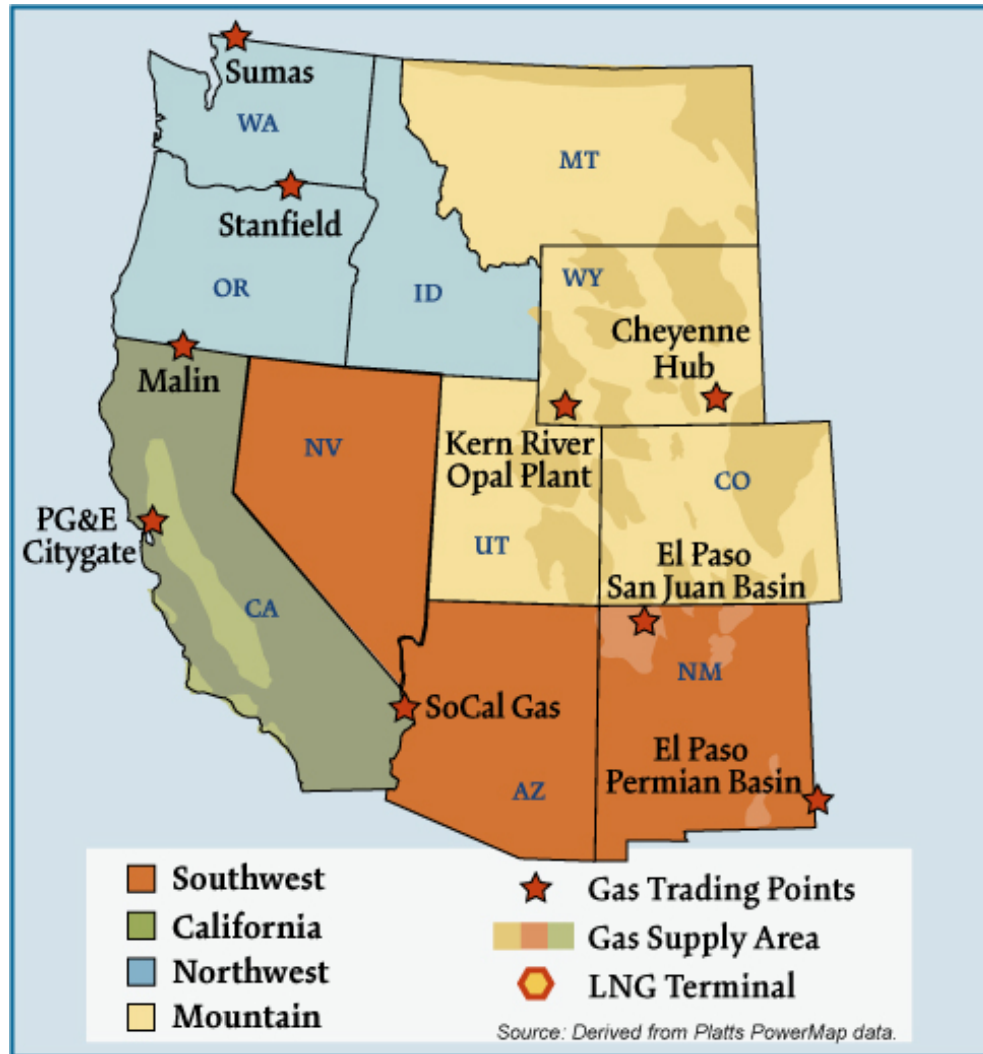 Sumas
WA
MT
Stanfield
OR
ID
WY
Cheyenne
Hub
Malin
NV
Kern River
Opal Plant
CO
PG&E
Citygate
UT
El Paso
San Juan Basin
CA
NM
SoCal Gas
El Paso
Permian Basin
AZ
Southwest
California
Northwest
Mountain
Gas Trading Points
Gas Supply Area
LNG Terminal
Source: Derived from Platts PowerMap data.